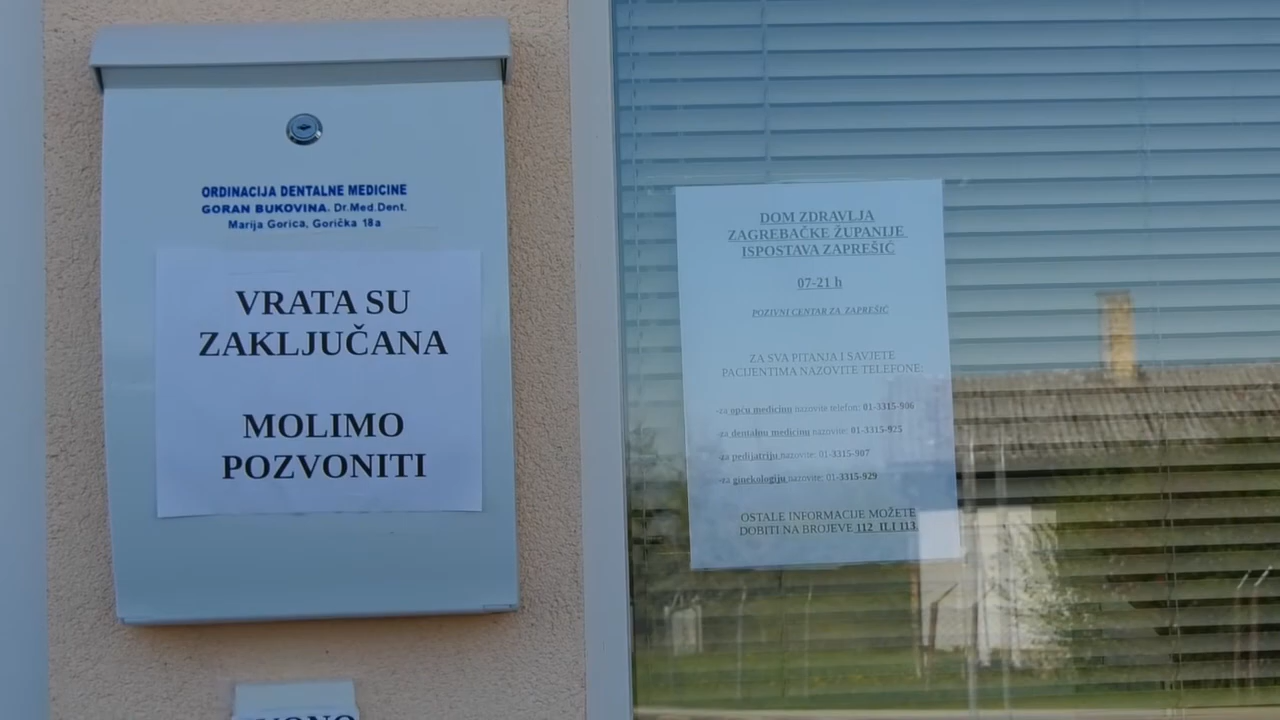 ORDINACIJA DENTALNE MEDICINE
GORAN BUKOVINA. Dr.Med.Dent.
Marija Gorica, Gorička 18a
VRATA SU
ZAKLJUČANA
MOLIMO
POZVONITI
DOM ZDRAVLJA
ZAGREBAČKE ŽUPANIJE
ISPOSTAVA ZAPREŠIĆ
07-21 h
POZIVNI CENTAR ZA ZAPREŠIĆ
ZA SVA PITANJA I SAVJETE
PACIJENTIMA NAZOVITE TELEFONE:
-za opću medicinu nazovite telefon: 01-3315-906
-za dentalnu medicinu nazovite: 01-3315-925
-za pedijatriju nazovite: 01-3315-907
-za ginekologiju nazovite: 01-3315-929
OSTALE INFORMACIJE MOŽETE
DOBITI NA BROJEVE 112 ILI 113.